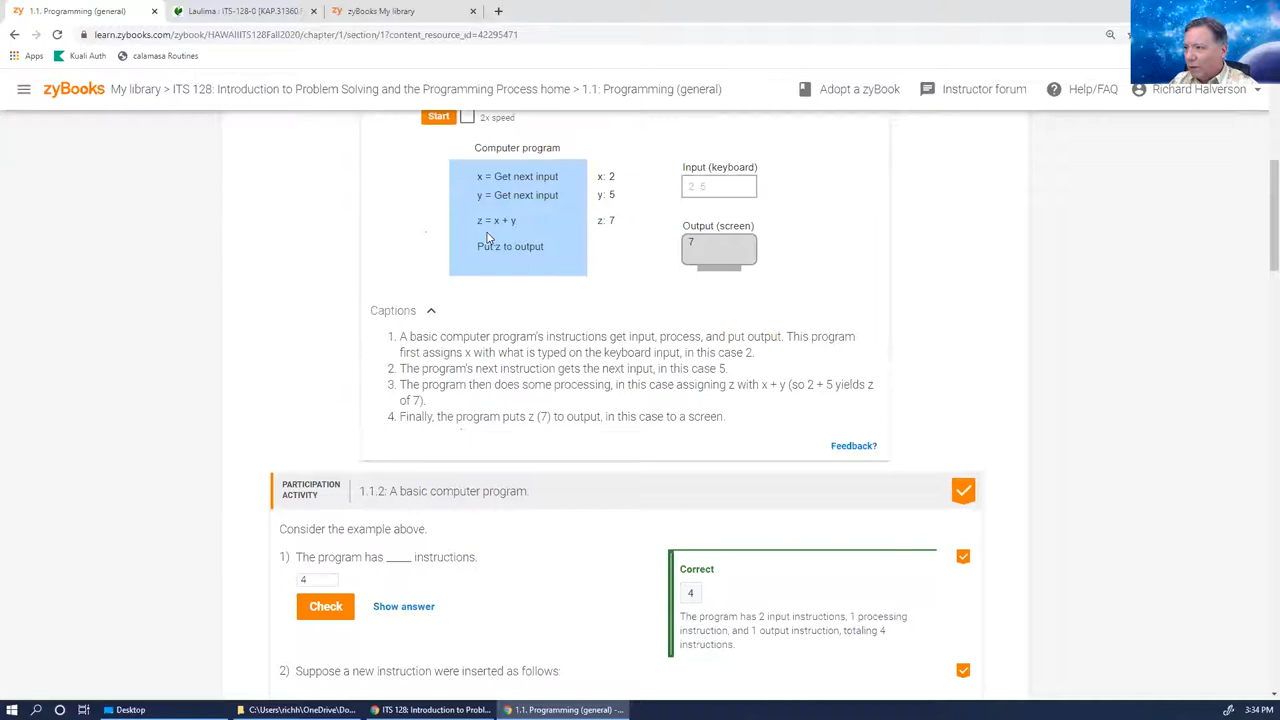 1.1. Programming (general)
Laulima : ITS-128-0 [KAP.31360.F
zyBooks My library
learn.zybooks.com/zybook/HAWAIIITS128Fall2020/chapter/1/section/1?content_resource_id=42295471
Apps
Kuali Auth
calamasa Routines
zyBooks
My library > ITS 128: Introduction to Problem Solving and the Programming Process home > 1.1: Programming (general)
Adopt a zyBook
Instructor forum
Help/FAQ
Richard Halverson
Start
2x speed
Computer program
x = Get next input
y = Get next input
z = x + y
Put z to output
x: 2
y: 5
z: 7
Input (keyboard)
2 5
Output (screen)
7
Captions
1. A basic computer program's instructions get input, process, and put output. This program
first assigns x with what is typed on the keyboard input, in this case 2.
2. The program's next instruction gets the next input, in this case 5.
3. The program then does some processing, in this case assigning z with x + y (so 2 + 5 yields z
of 7).
4. Finally, the program puts z (7) to output, in this case to a screen.
Feedback?
PARTICIPATION
ACTIVITY
1.1.2: A basic computer program.
Consider the example above.
1) The program has _____ instructions.
4
Check
Show answer
Correct
4
The program has 2 input instructions, 1 processing
instruction, and 1 output instruction, totaling 4
instructions.
2) Suppose a new instruction were inserted as follows:
Desktop
C:\Users\richh\OneDrive\Do...
ITS 128: Introduction to Probl...
1.1. Programming (general) -...
3:34 PM